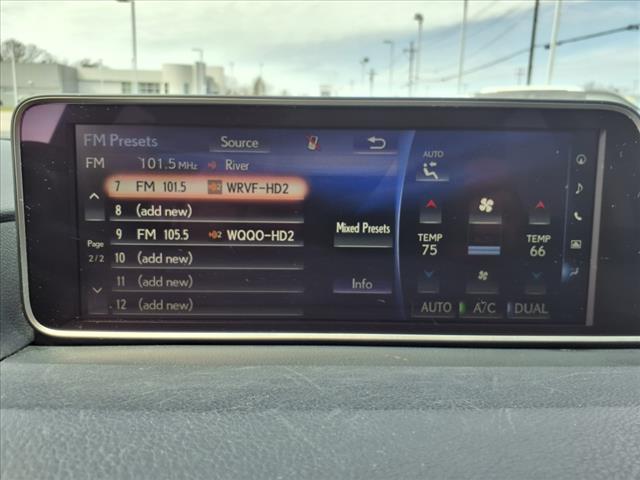 FM Presets Source
FM 101.5 MHz River
7 FM 101.5 2 WRVF-HD2
8 (add new)
9 FM 105.5 2 WQQO-HD2
10 (add new)
11 (add new)
12 (add new)
Page
2/2
Mixed Presets
Info
AUTO
TEMP
75
TEMP
66
AUTO A/C DUAL